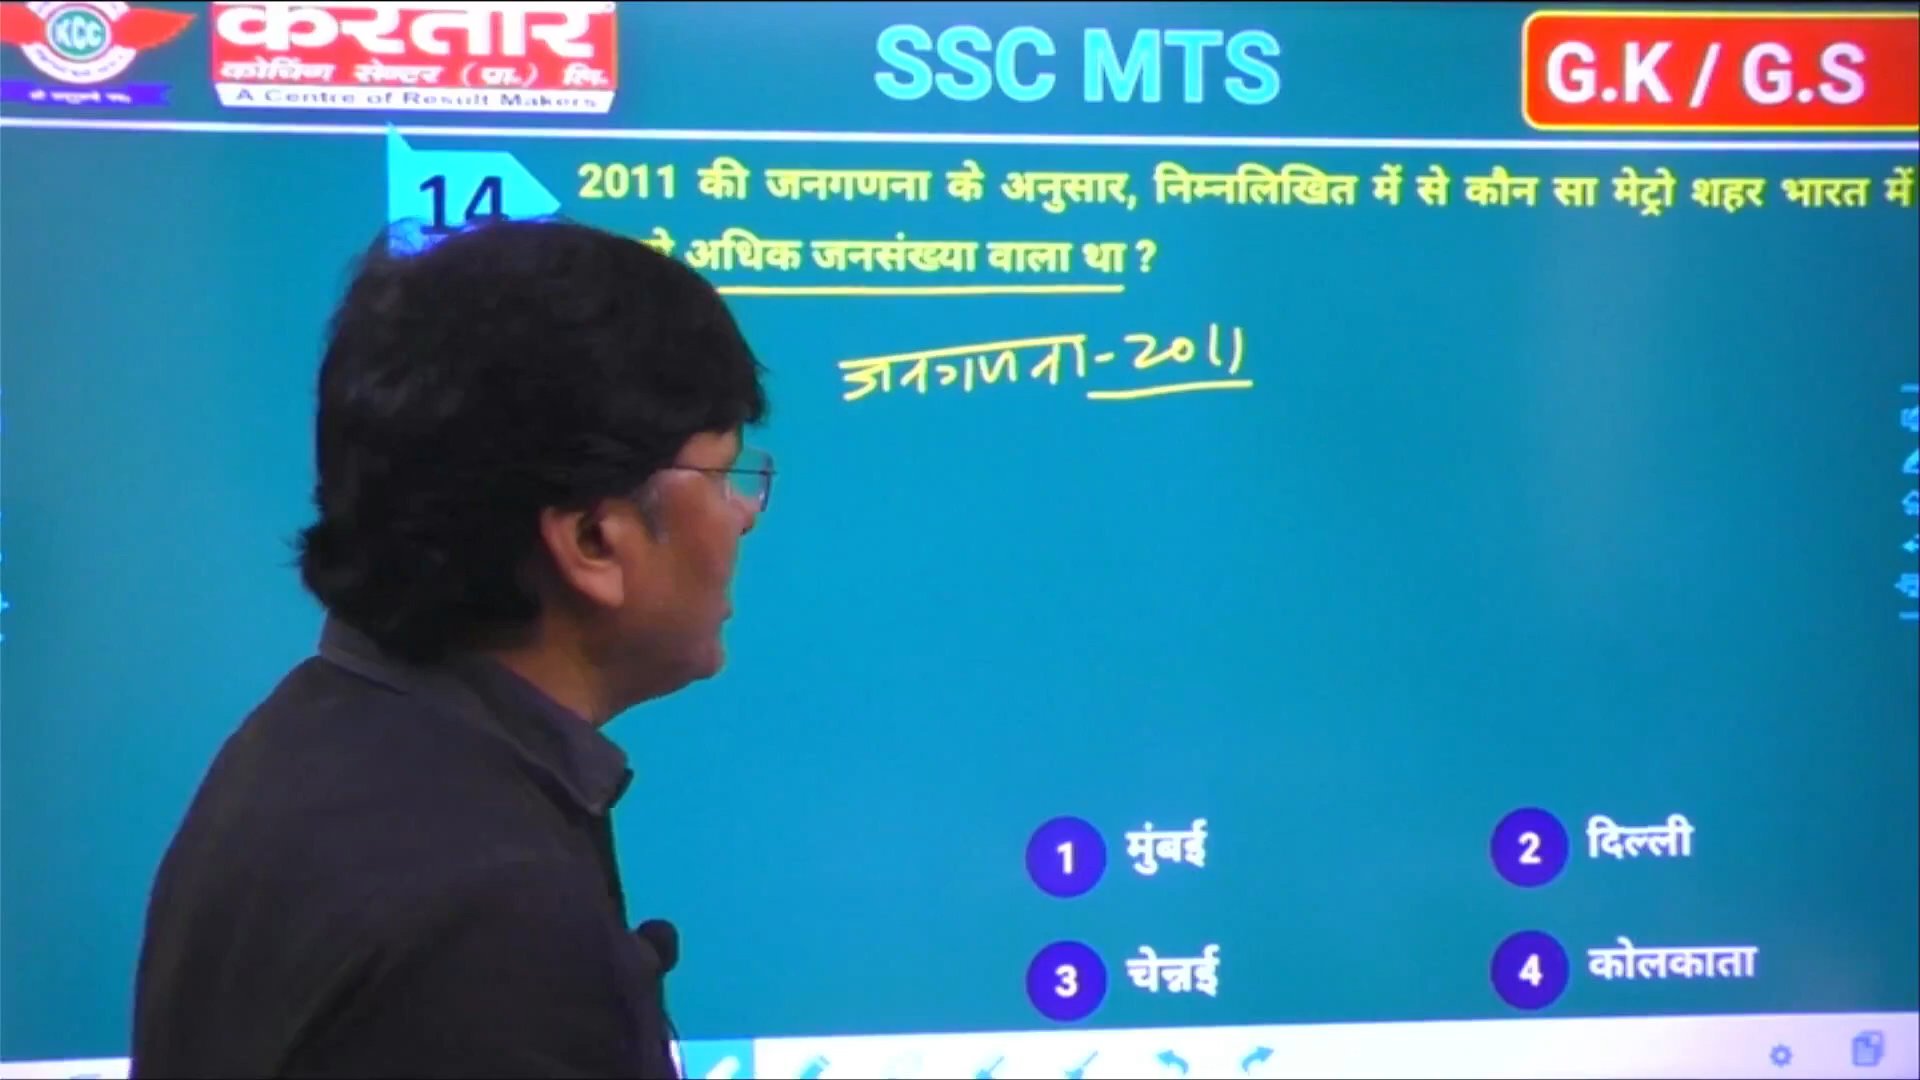 KCC
करतार
कोचिंग सेन्टर (प्रा.) लि.
A Centre of Result Makers
SSC MTS
G.K / G.S
14
2011 की जनगणना के अनुसार, निम्नलिखित में से कौन सा मेट्रो शहर भारत में
अधिक जनसंख्या वाला था ?
जनगणना - 2011
1 मुंबई
2 दिल्ली
3 चेन्नई
4 कोलकाता